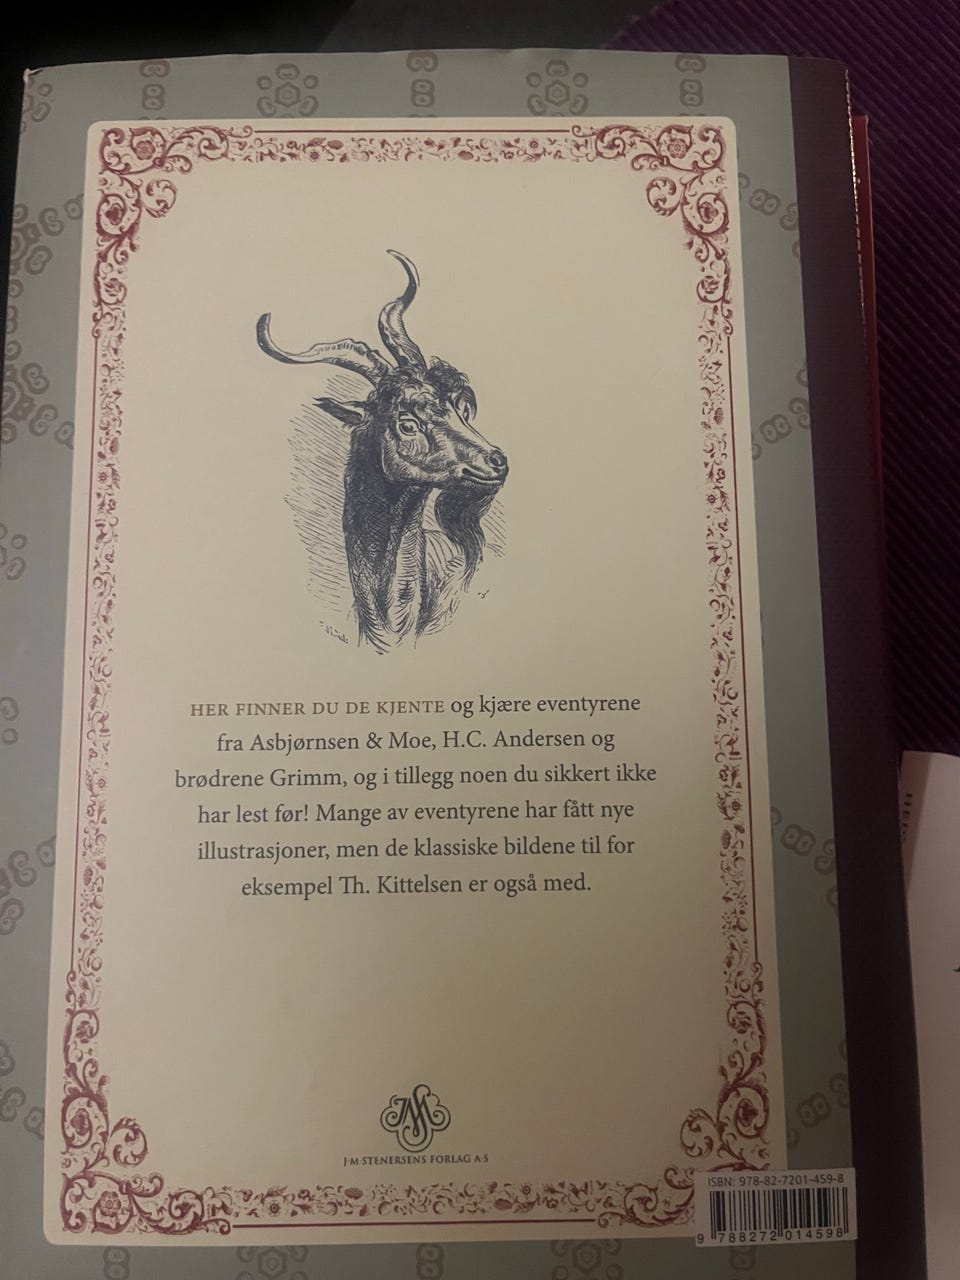 HER FINNER DU DE KJENTE og kjære eventyrene
fra Asbjørnsen & Moe, H.C. Andersen og
brødrene Grimm, og i tillegg noen du sikkert ikke
har lest før! Mange av eventyrene har fått nye
illustrasjoner, men de klassiske bildene til for
eksempel Th. Kittelsen er også med.
J·M·STENERSENS FORLAG A·S
ISBN: 978-82-7201-459-8
9 788272 014598